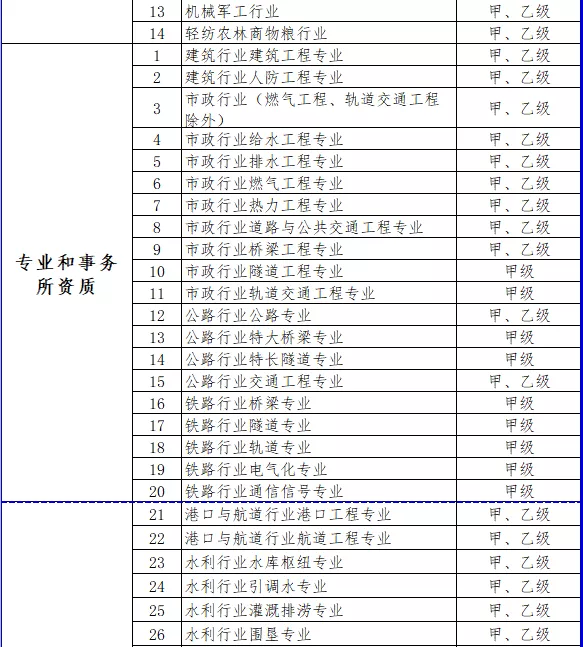 13 机械军工行业 甲、乙级
14 轻纺农林商物粮行业 甲、乙级
专业和事务
所资质
1 建筑行业建筑工程专业 甲、乙级
2 建筑行业人防工程专业 甲、乙级
3 市政行业（燃气工程、轨道交通工程
除外） 甲、乙级
4 市政行业给水工程专业 甲、乙级
5 市政行业排水工程专业 甲、乙级
6 市政行业燃气工程专业 甲、乙级
7 市政行业热力工程专业 甲、乙级
8 市政行业道路与公共交通工程专业 甲、乙级
9 市政行业桥梁工程专业 甲、乙级
10 市政行业隧道工程专业 甲级
11 市政行业轨道交通工程专业 甲级
12 公路行业公路专业 甲、乙级
13 公路行业特大桥梁专业 甲级
14 公路行业特长隧道专业 甲级
15 公路行业交通工程专业 甲、乙级
16 铁路行业桥梁专业 甲级
17 铁路行业隧道专业 甲级
18 铁路行业轨道专业 甲级
19 铁路行业电气化专业 甲级
20 铁路行业通信信号专业 甲级
21 港口与航道行业港口工程专业 甲、乙级
22 港口与航道行业航道工程专业 甲、乙级
23 水利行业水库枢纽专业 甲、乙级
24 水利行业引调水专业 甲、乙级
25 水利行业灌溉排涝专业 甲、乙级
26 水利行业围垦专业 甲、乙级